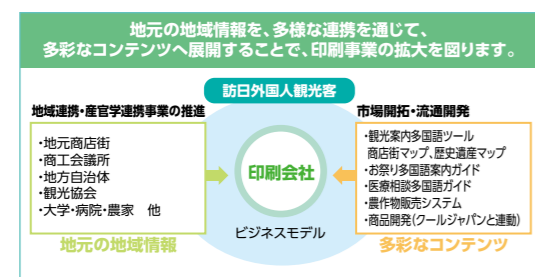 地元の地域情報を、多様な連携を通じて、
多彩なコンテンツへ展開することで、印刷事業の拡大を図ります。
訪日外国人観光客
地域連携・産官学連携事業の推進
・地元商店街
・商工会議所
・地方自治体
・観光協会
・大学・病院・農家　他
地元の地域情報
印刷会社
ビジネスモデル
市場開拓・流通開発
・観光案内多国語ツール
商店街マップ、歴史遺産マップ
・お祭り多国語案内ガイド
・医療相談多国語ガイド
・農作物販売システム
・商品開発(クールジャパンと連動)
多彩なコンテンツ